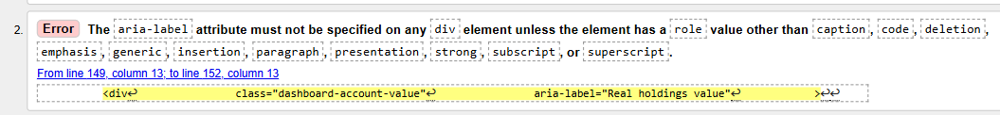 2. Error The aria-label attribute must not be specified on any div element unless the element has a role value other than caption, code, deletion,
emphasis, generic, insertion, paragraph, presentation, strong, subscript, or superscript.
From line 149, column 13; to line 152, column 13
<div↩ class="dashboard-account-value"↩ aria-label="Real holdings value"↩ >↩↩